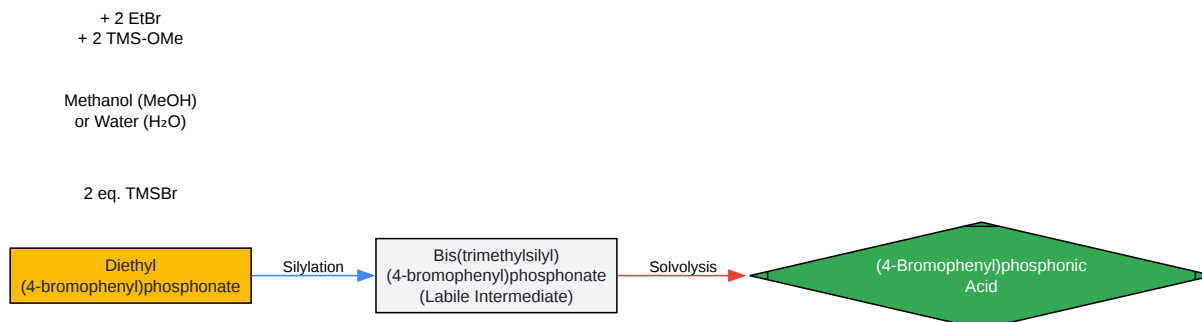 + 2 EtBr
+ 2 TMS-OMe
Methanol (MeOH)
or Water (H₂O)
2 eq. TMSBr
Diethyl
(4-bromophenyl)phosphonate
Silylation
Bis(trimethylsilyl)
(4-bromophenyl)phosphonate
(Labile Intermediate)
Solvolysis
(4-Bromophenyl)phosphonic
Acid